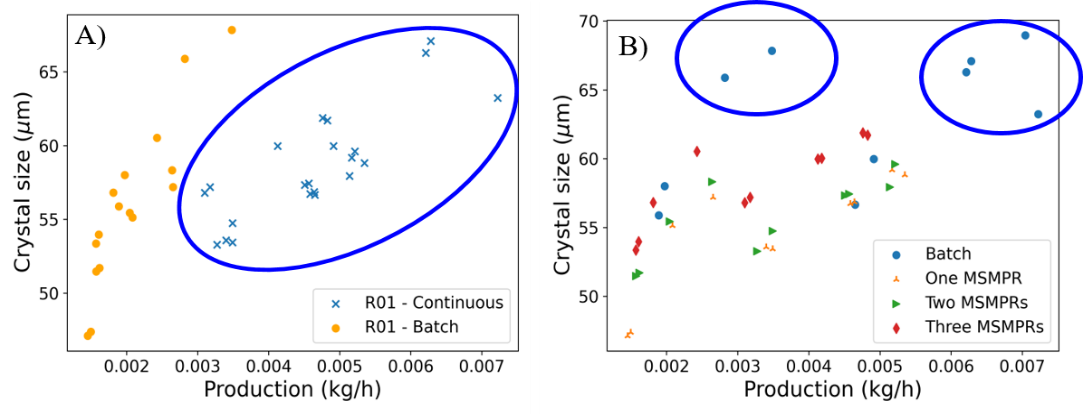 A)
Crystal size (μm)
65
60
55
50
0.002 0.003 0.004 0.005 0.006 0.007
Production (kg/h)
R01 - Continuous
R01 - Batch
B)
Crystal size (μm)
70
65
60
55
50
0.002 0.003 0.004 0.005 0.006 0.007
Production (kg/h)
Batch
One MSMPR
Two MSMPRs
Three MSMPRs